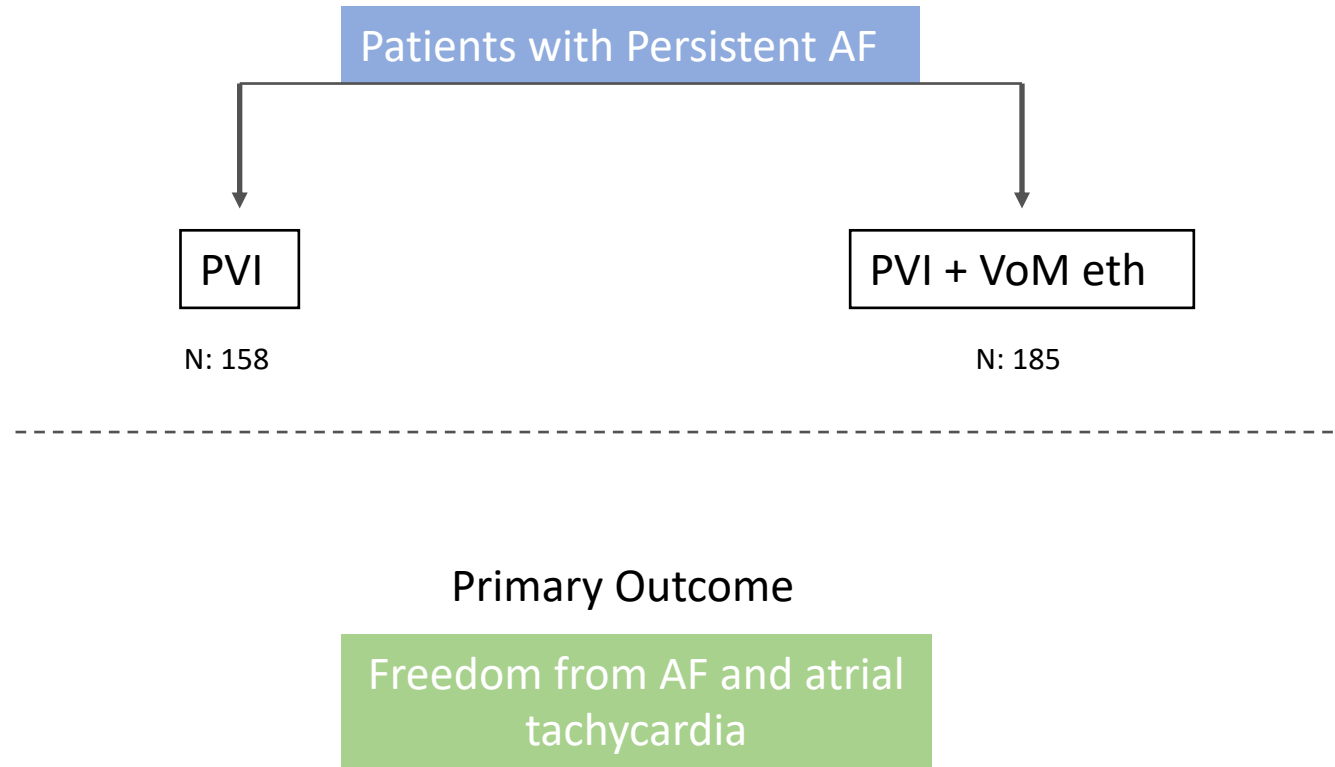 Patients with Persistent AF
PVI
PVI + VoM eth
N: 158
N: 185
Primary Outcome
Freedom from AF and atrial
tachycardia